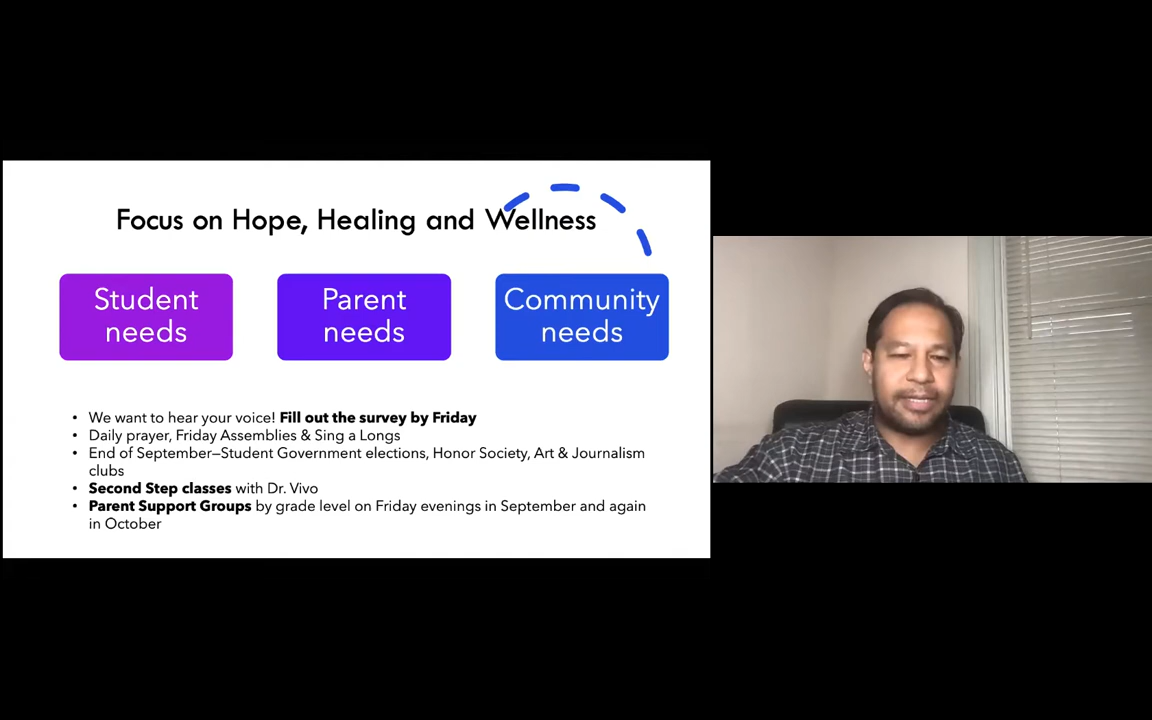 Focus on Hope, Healing and Wellness
Student
needs
Parent
needs
Community
needs
• We want to hear your voice! Fill out the survey by Friday
• Daily prayer, Friday Assemblies & Sing a Longs
• End of September—Student Government elections, Honor Society, Art & Journalism
clubs
• Second Step classes with Dr. Vivo
• Parent Support Groups by grade level on Friday evenings in September and again
in October